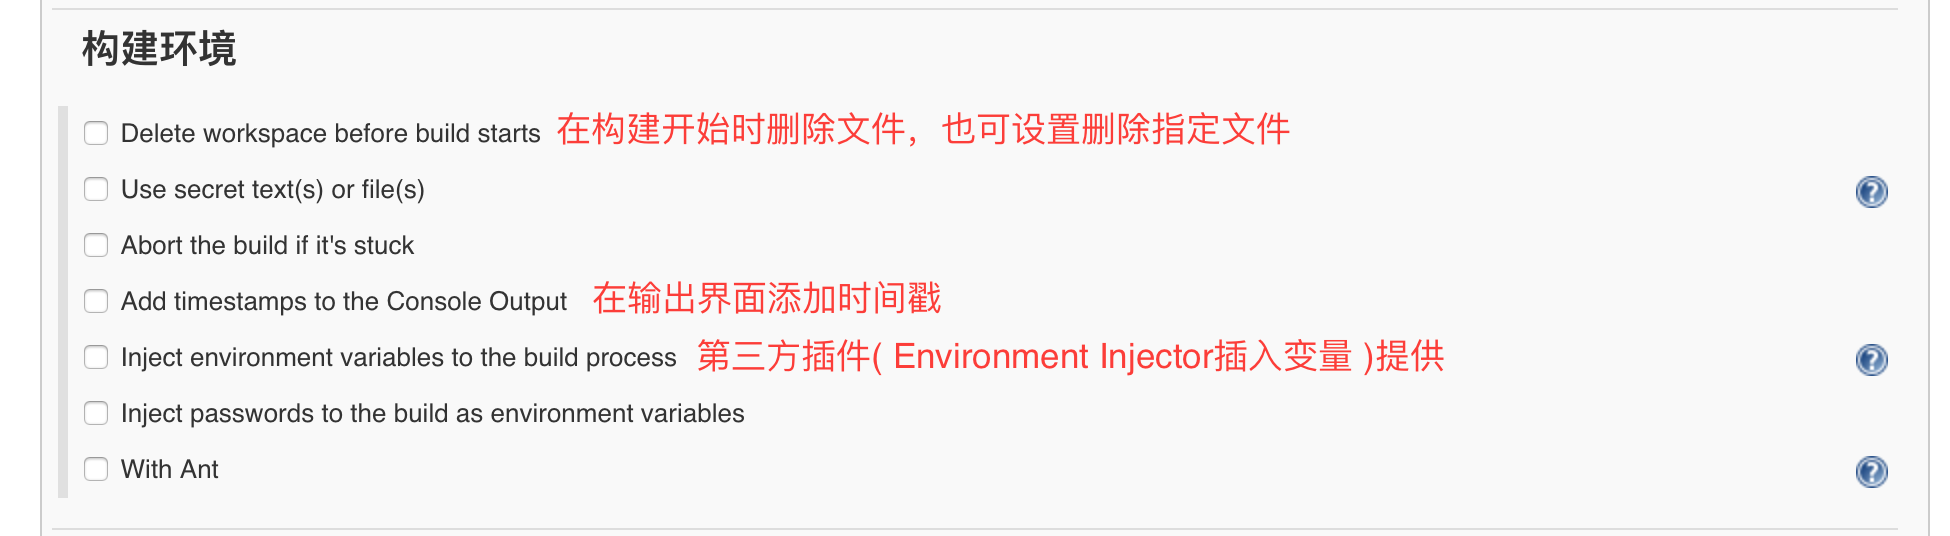 构建环境
Delete workspace before build starts 在构建开始时删除文件，也可设置删除指定文件
Use secret text(s) or file(s)
Abort the build if it's stuck
Add timestamps to the Console Output 在输出界面添加时间戳
Inject environment variables to the build process 第三方插件( Environment Injector插入变量 )提供
Inject passwords to the build as environment variables
With Ant